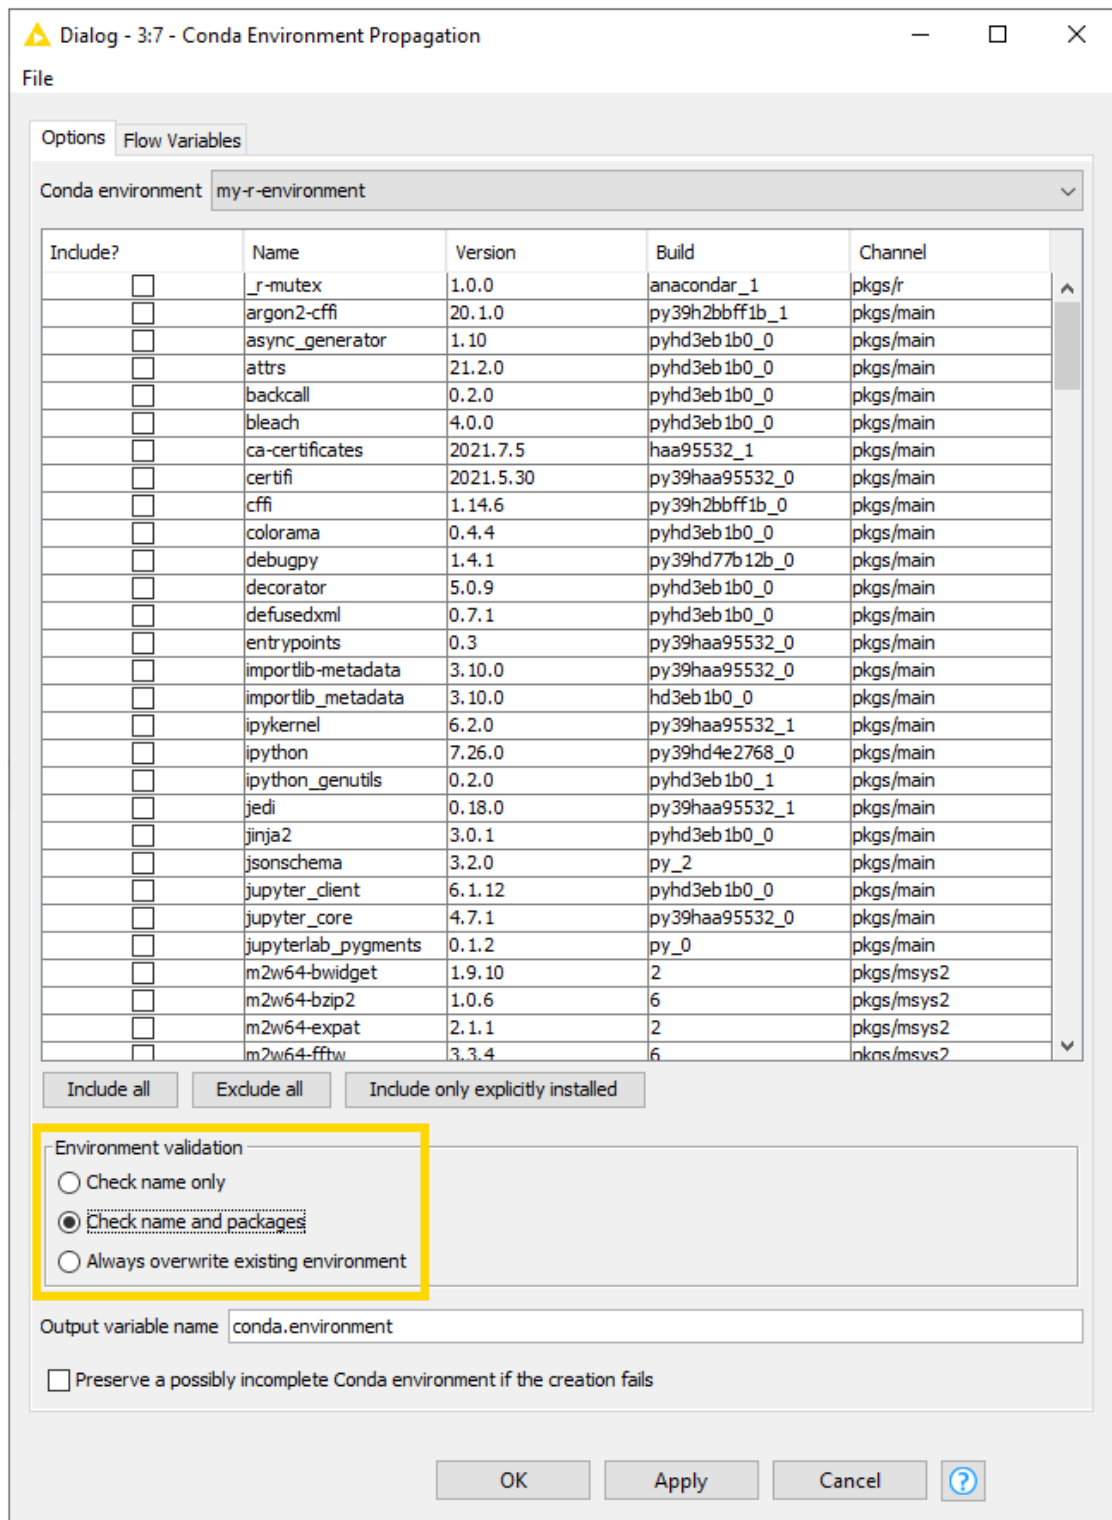 Dialog - 3:7 - Conda Environment Propagation
File
Options Flow Variables
Conda environment my-r-environment
Include? Name Version Build Channel
_r-mutex 1.0.0 anacondar_1 pkgs/r
argon2-cffi 20.1.0 py39h2bbff1b_1 pkgs/main
async_generator 1.10 pyhd3eb1b0_0 pkgs/main
attrs 21.2.0 pyhd3eb1b0_0 pkgs/main
backcall 0.2.0 pyhd3eb1b0_0 pkgs/main
bleach 4.0.0 pyhd3eb1b0_0 pkgs/main
ca-certificates 2021.7.5 haa95532_1 pkgs/main
certifi 2021.5.30 py39haa95532_0 pkgs/main
cffi 1.14.6 py39h2bbff1b_0 pkgs/main
colorama 0.4.4 pyhd3eb1b0_0 pkgs/main
debugpy 1.4.1 py39hd77b12b_0 pkgs/main
decorator 5.0.9 pyhd3eb1b0_0 pkgs/main
defusedxml 0.7.1 pyhd3eb1b0_0 pkgs/main
entrypoints 0.3 py39haa95532_0 pkgs/main
importlib-metadata 3.10.0 py39haa95532_0 pkgs/main
importlib_metadata 3.10.0 hd3eb1b0_0 pkgs/main
ipykernel 6.2.0 py39haa95532_1 pkgs/main
ipython 7.26.0 py39hd4e2768_0 pkgs/main
ipython_genutils 0.2.0 pyhd3eb1b0_1 pkgs/main
jedi 0.18.0 py39haa95532_1 pkgs/main
jinja2 3.0.1 pyhd3eb1b0_0 pkgs/main
jsonschema 3.2.0 py_2 pkgs/main
jupyter_client 6.1.12 pyhd3eb1b0_0 pkgs/main
jupyter_core 4.7.1 py39haa95532_0 pkgs/main
jupyterlab_pygments 0.1.2 py_0 pkgs/main
m2w64-bwidget 1.9.10 2 pkgs/msys2
m2w64-bzip2 1.0.6 6 pkgs/msys2
m2w64-expat 2.1.1 2 pkgs/msys2
m2w64-fftw 3.3.4 6 pkgs/msys2
Include all Exclude all Include only explicitly installed
Environment validation
Check name only
Check name and packages
Always overwrite existing environment
Output variable name conda.environment
Preserve a possibly incomplete Conda environment if the creation fails
OK Apply Cancel ?